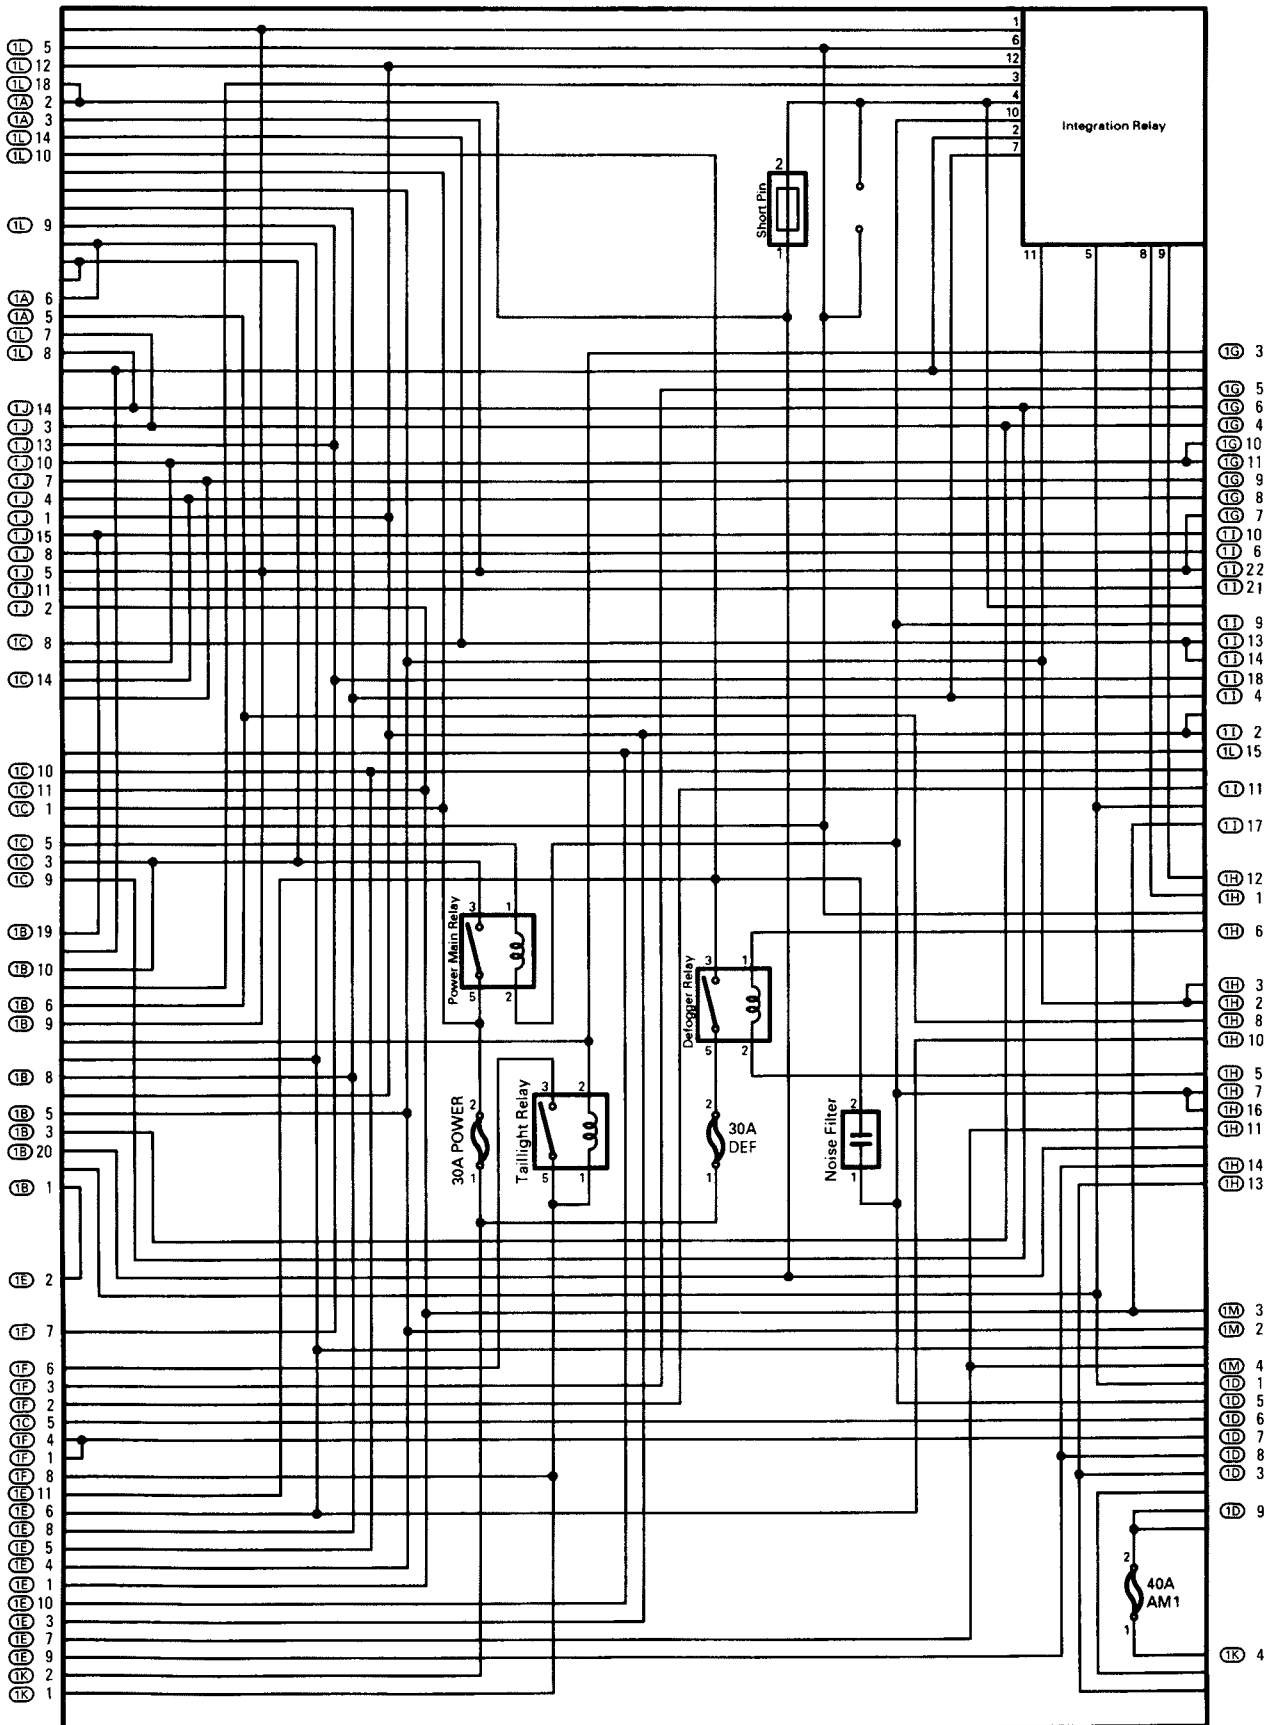 1
1L 5
6
1L 12
12
1L 18
3
1A 2
4
1A 3
10
1L 14
2
1L 10
7
Integration Relay
2
Short Pin
1
1L 9
11 5 8 9
1A 6
1A 5
1L 7
1L 8
1G 3
1G 5
1J 14
1G 6
1J 3
1G 4
1J 13
1G 10
1J 10
1G 11
1J 7
1G 9
1J 4
1G 8
1J 1
1G 7
1J 15
1I 10
1J 8
1I 6
1J 5
1I 22
1J 11
1I 21
1J 2
1I 9
1C 8
1I 13
1I 14
1C 14
1I 18
1I 4
1I 2
1L 15
1C 10
1C 11
1I 11
1C 1
1I 17
1C 5
1C 3
1C 9
1H 12
1H 1
3 1
Power Main Relay
5 2
1B 19
1H 6
1B 10
3 1
Defogger Relay
5 2
1H 3
1B 6
1H 2
1B 9
1H 8
1H 10
1B 8
1H 5
1H 7
1B 5
1H 16
1B 3
1H 11
1B 20
1H 14
1B 1
1H 13
2
30A POWER
1
3 2
Taillight Relay
5 1
2
30A
DEF
1
2
Noise Filter
1
1E 2
1M 3
1F 7
1M 2
1F 6
1M 4
1F 3
1D 1
1F 2
1D 5
1C 5
1D 6
1F 4
1D 7
1F 1
1D 8
1F 8
1D 3
1E 11
1E 6
1D 9
1E 8
1E 5
1E 4
1E 1
1E 10
1E 3
1E 7
1E 9
1K 2
1K 1
2
40A
AM1
1
1K 4